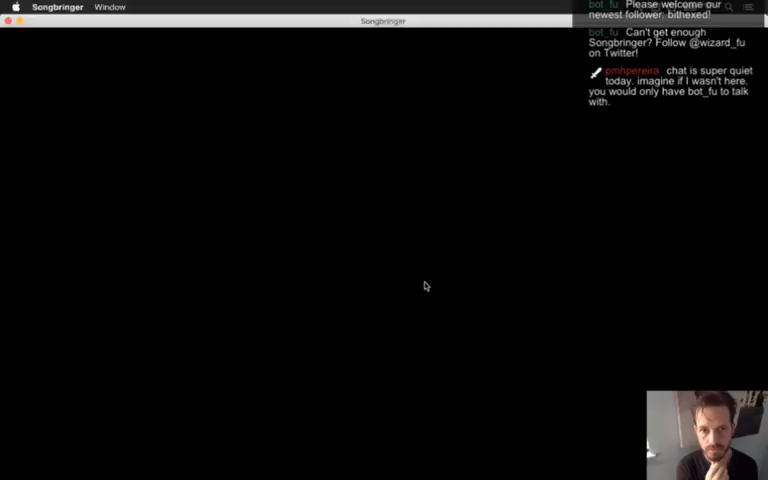 Songbringer Window
Songbringer
bot_fu Please welcome our
newest follower: bithexed!
bot_fu Can't get enough
Songbringer? Follow @wizard_fu
on Twitter!
pmhpereira chat is super quiet
today. imagine if I wasn't here.
you would only have bot_fu to talk
with.